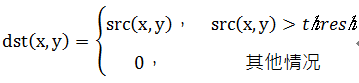 dst(x,y) = { src(x,y)， src(x,y) > thresh
0， 其他情况